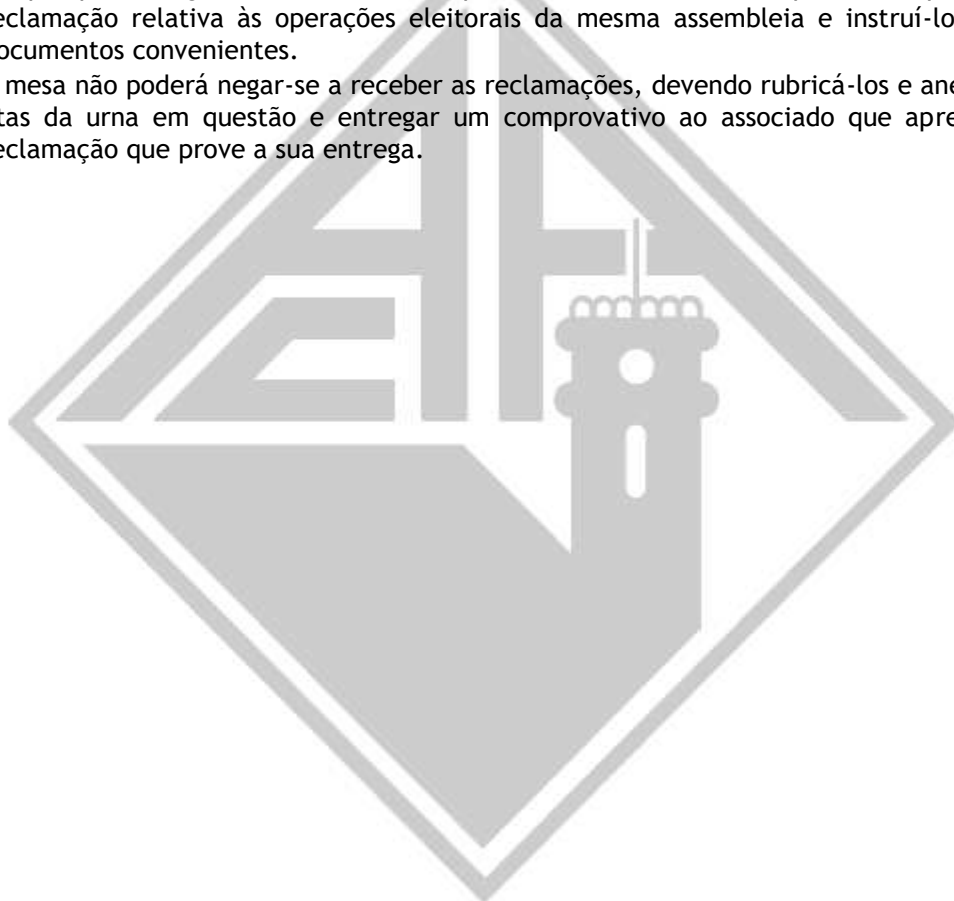 eclamação relativa às operações eleitorais da mesma assembleia e instruí-lo
ocumentos convenientes.
mesa não poderá negar-se a receber as reclamações, devendo rubricá-los e ane
tas da urna em questão e entregar um comprovativo ao associado que apre
eclamação que prove a sua entrega.